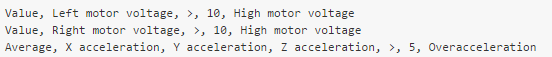 Value, Left motor voltage, >, 10, High motor voltage
Value, Right motor voltage, >, 10, High motor voltage
Average, X acceleration, Y acceleration, Z acceleration, >, 5, Overacceleration